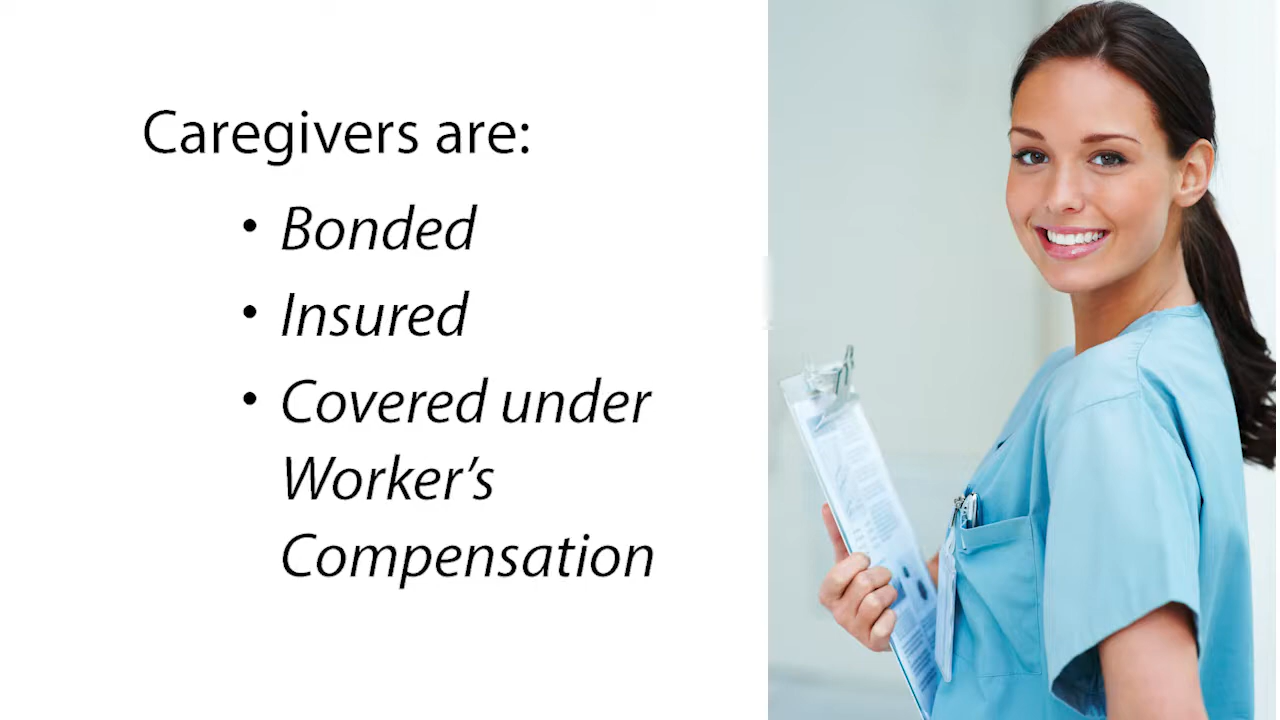 Caregivers are:
• Bonded
• Insured
• Covered under
Worker’s
Compensation